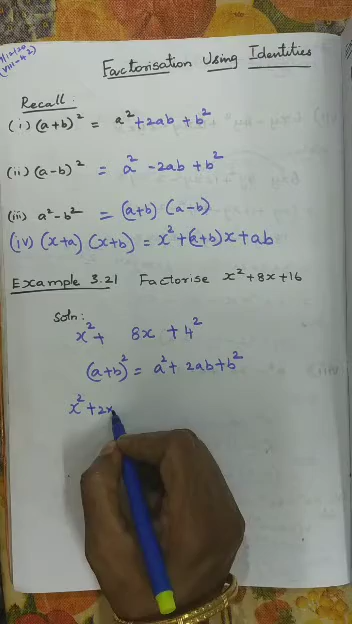 Factorisation Using Identities
Recall:
(i) (a+b)² = a² + 2ab + b²
(ii) (a-b)² = a² - 2ab + b²
(iii) a² - b² = (a+b) (a-b)
(iv) (x+a) (x+b) = x² + (a+b)x + ab
Example 3.21 Factorise x² + 8x + 16
Soln:
x² + 8x + 4²
(a+b)² = a² + 2ab + b²
x² + 2x